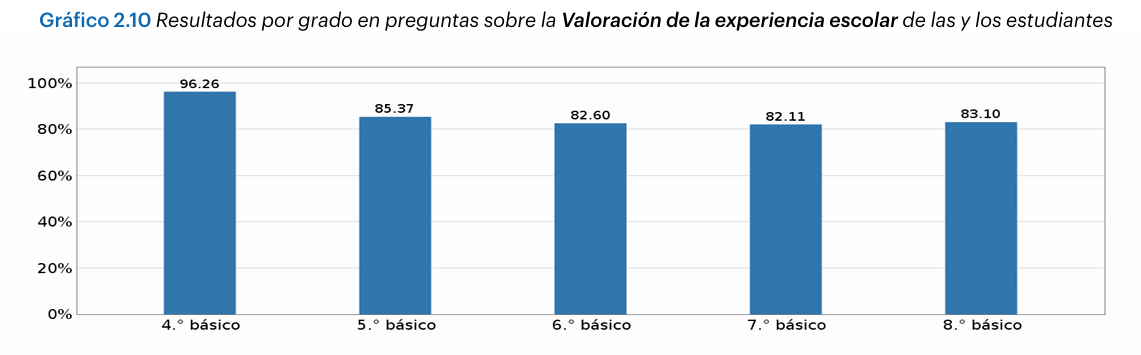 Gráfico 2.10 Resultados por grado en preguntas sobre la Valoración de la experiencia escolar de las y los estudiantes
100%
80%
60%
40%
20%
0%
96.26
85.37
82.60
82.11
83.10
4.° básico
5.° básico
6.° básico
7.° básico
8.° básico